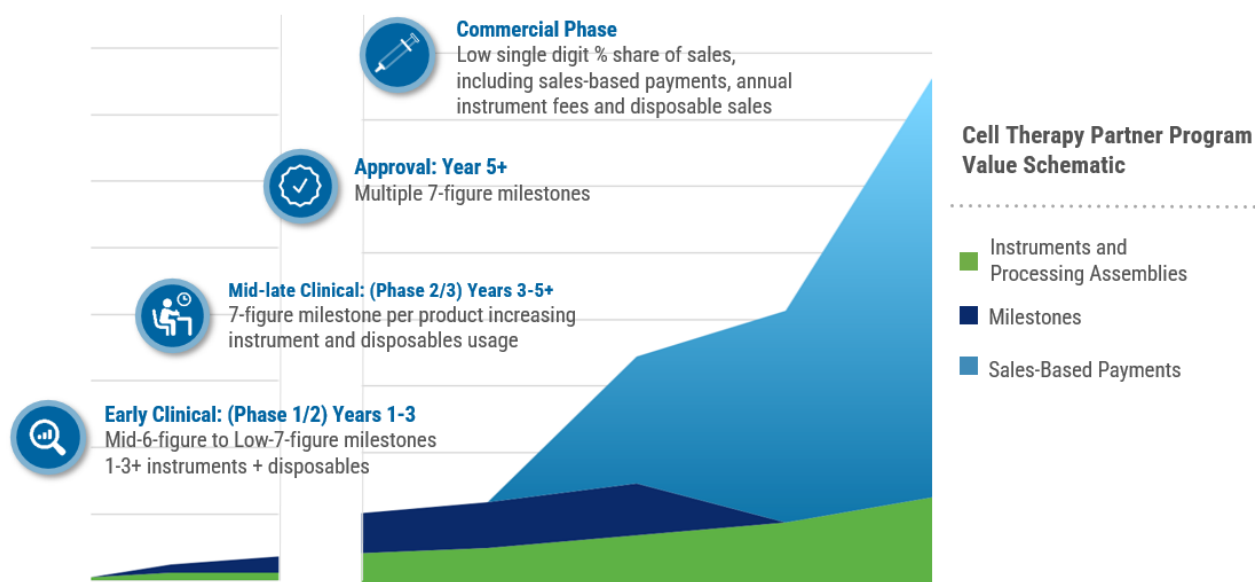 Commercial Phase
Low single digit % share of sales,
including sales-based payments, annual
instrument fees and disposable sales
Approval: Year 5+
Multiple 7-figure milestones
Mid-late Clinical: (Phase 2/3) Years 3-5+
7-figure milestone per product increasing
instrument and disposables usage
Early Clinical: (Phase 1/2) Years 1-3
Mid-6-figure to Low-7-figure milestones
1-3+ instruments + disposables
Cell Therapy Partner Program
Value Schematic
Instruments and
Processing Assemblies
Milestones
Sales-Based Payments